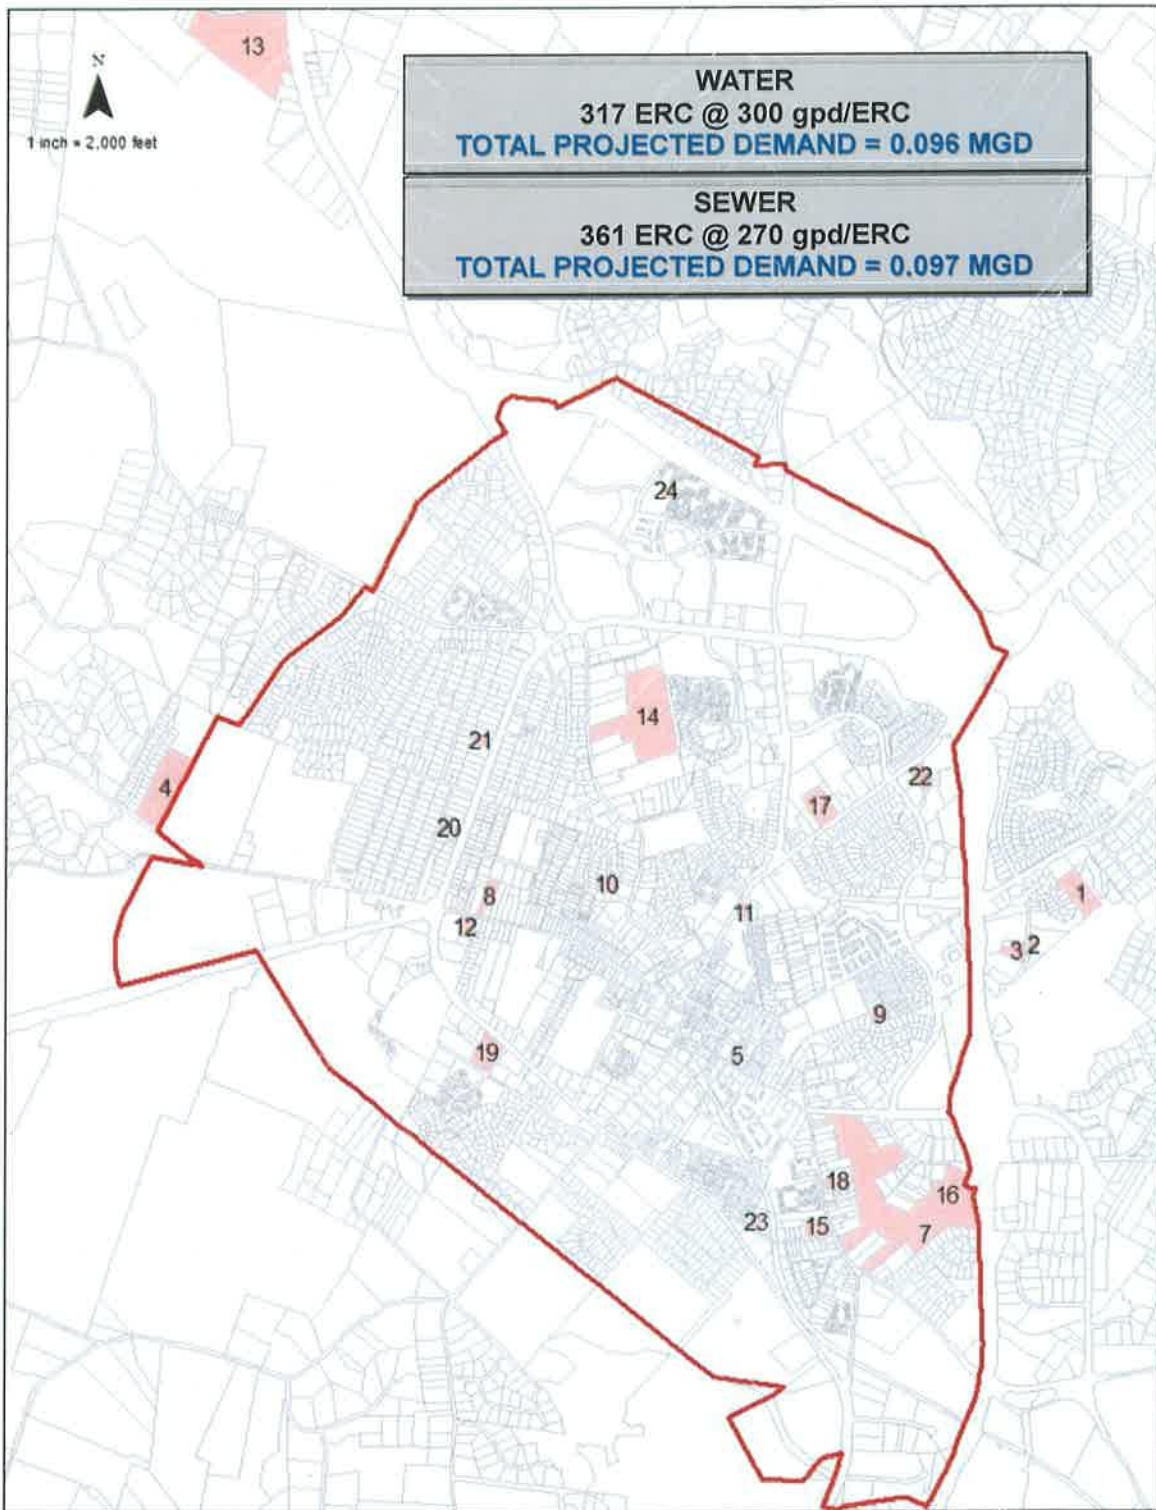 13
N
1 inch = 2,000 feet
WATER
317 ERC @ 300 gpd/ERC
TOTAL PROJECTED DEMAND = 0.096 MGD
SEWER
361 ERC @ 270 gpd/ERC
TOTAL PROJECTED DEMAND = 0.097 MGD
24
14
21
22
4
17
20
10
8
1
11
12
3 2
9
19
5
18
16
23
15
7